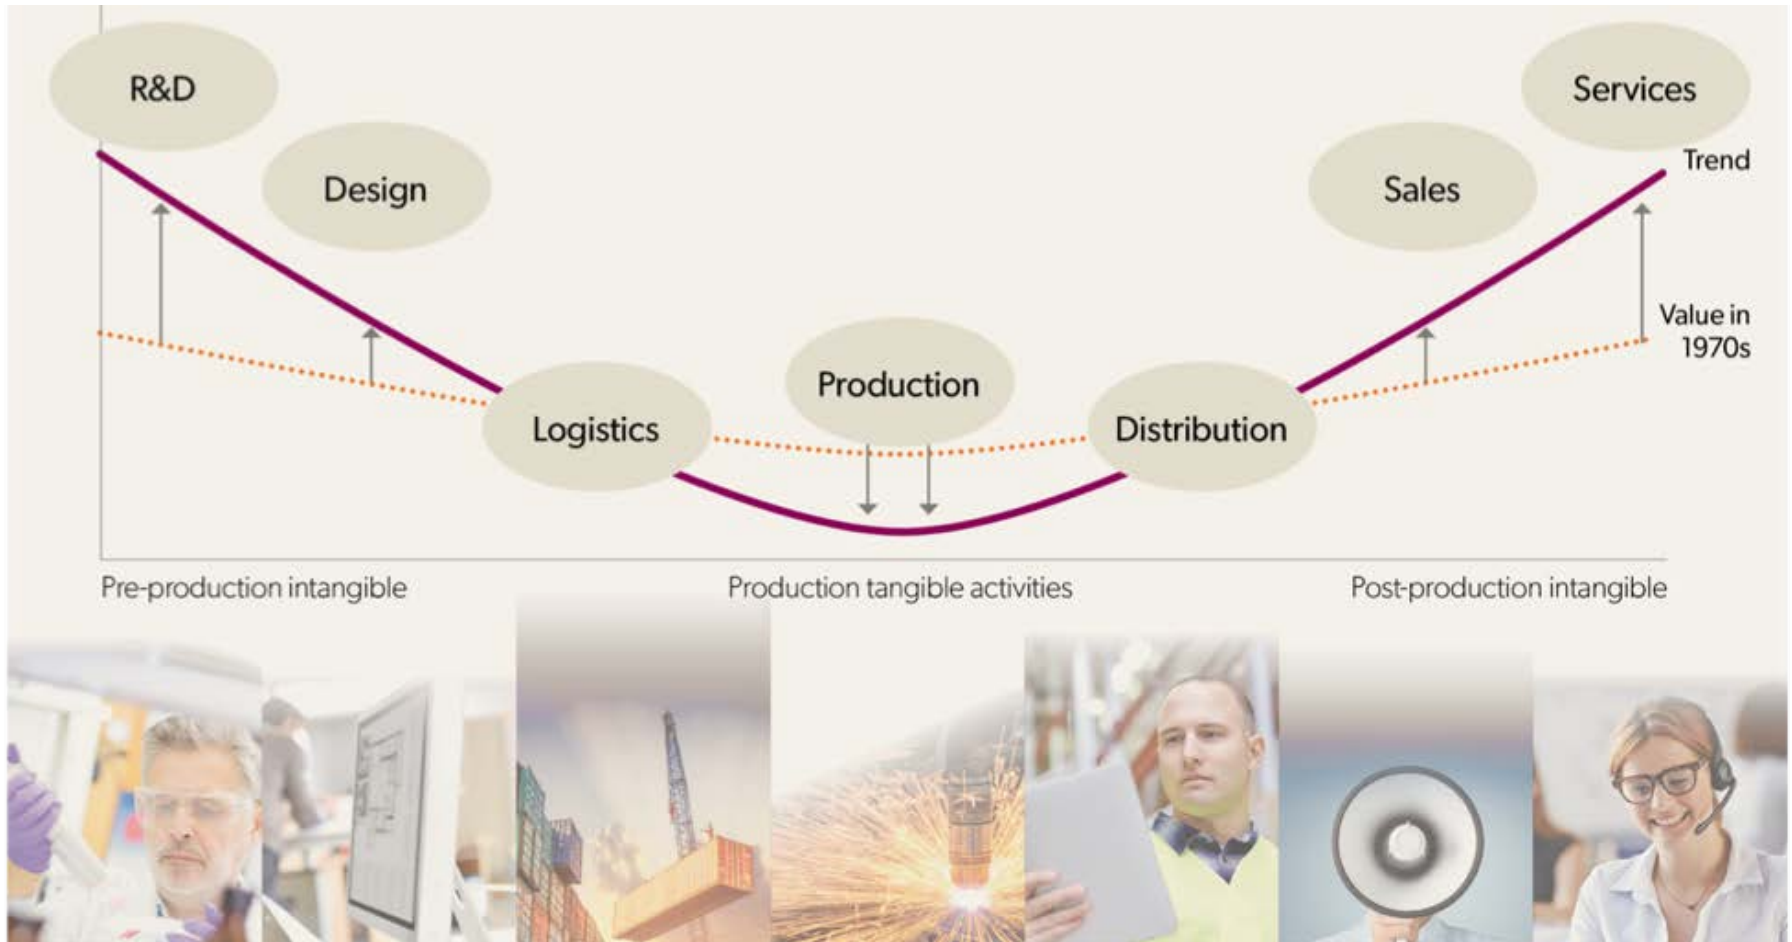 R&D
Services
Design
Sales
Trend
Value in
1970s
Production
Logistics
Distribution
Pre-production intangible
Production tangible activities
Post-production intangible